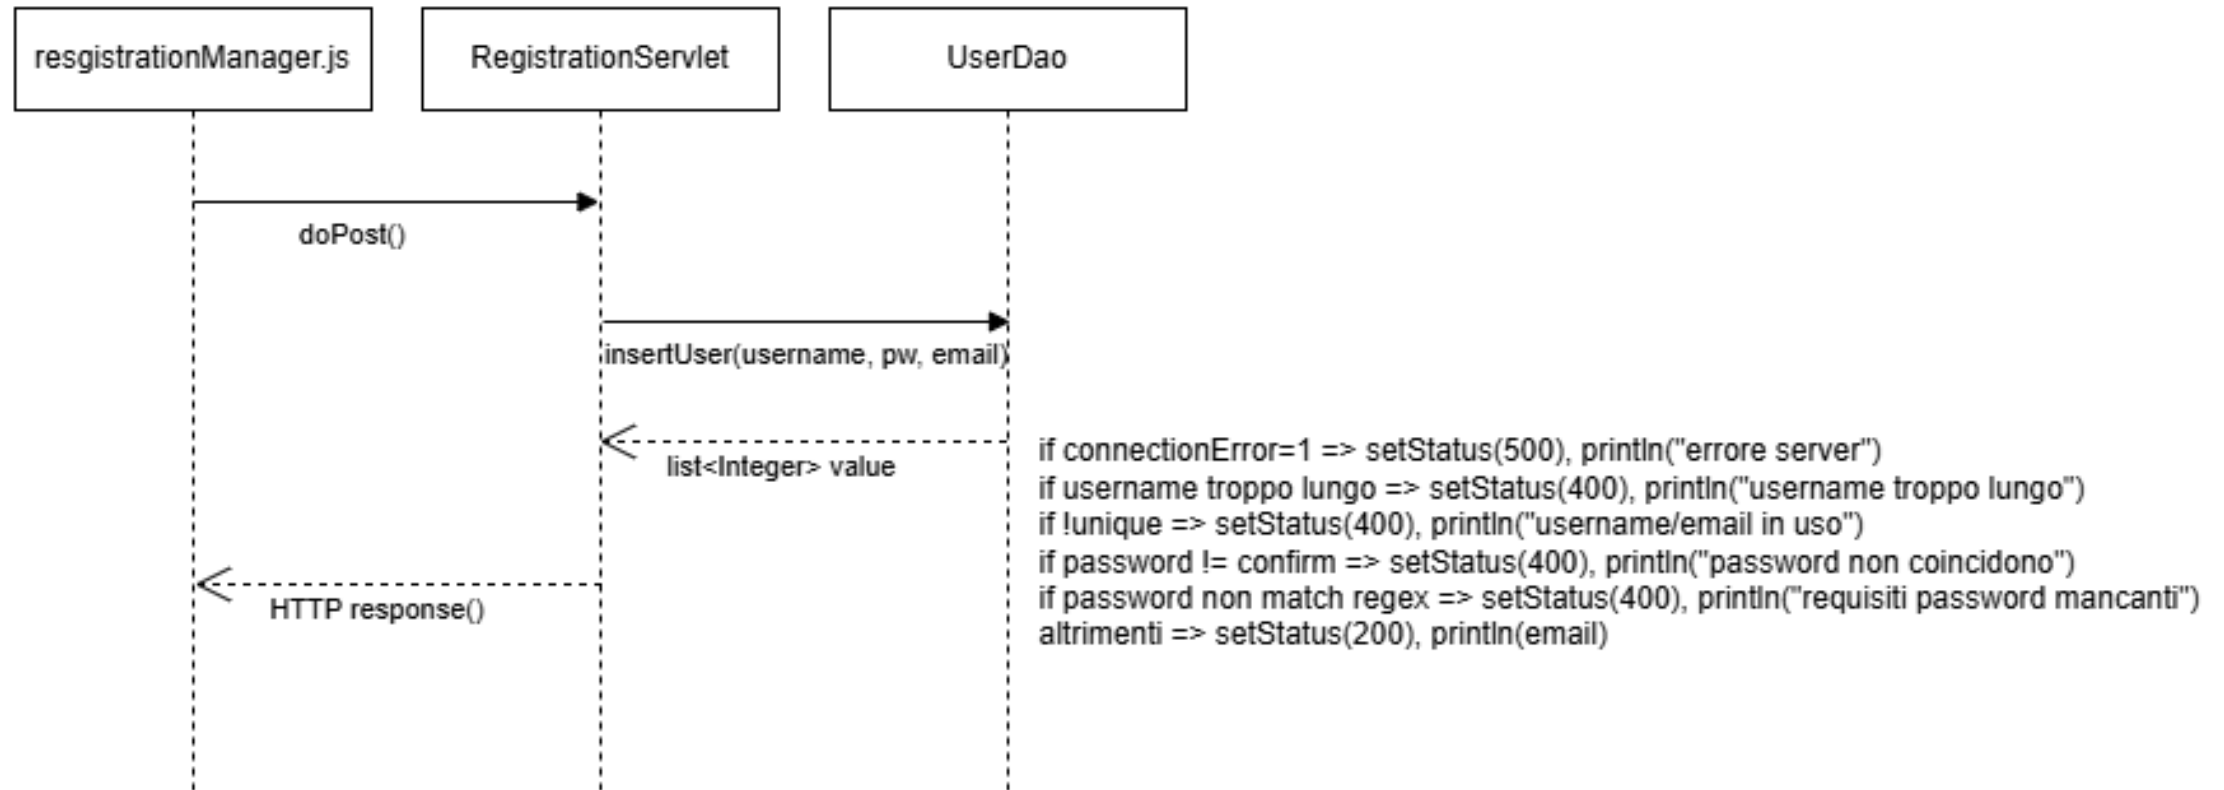 resgistrationManager.js
RegistrationServlet
UserDao
doPost()
insertUser(username, pw, email)
list<Integer> value
if connectionError=1 => setStatus(500), println("errore server")
if username troppo lungo => setStatus(400), println("username troppo lungo")
if !unique => setStatus(400), println("username/email in uso")
if password != confirm => setStatus(400), println("password non coincidono")
if password non match regex => setStatus(400), println("requisiti password mancanti")
altrimenti => setStatus(200), println(email)
HTTP response()